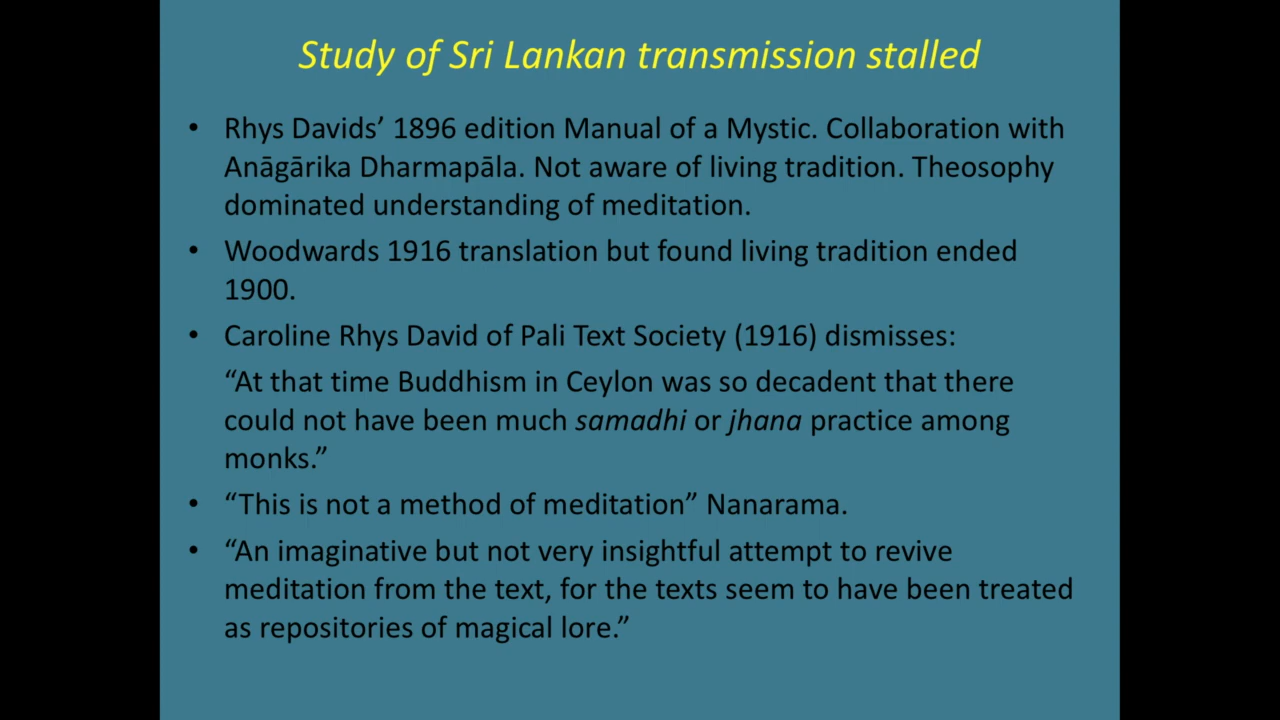 Study of Sri Lankan transmission stalled
• Rhys Davids’ 1896 edition Manual of a Mystic. Collaboration with
Anāgārika Dharmapāla. Not aware of living tradition. Theosophy
dominated understanding of meditation.
• Woodwards 1916 translation but found living tradition ended
1900.
• Caroline Rhys David of Pali Text Society (1916) dismisses:
“At that time Buddhism in Ceylon was so decadent that there
could not have been much samadhi or jhana practice among
monks.”
• “This is not a method of meditation” Nanarama.
• “An imaginative but not very insightful attempt to revive
meditation from the text, for the texts seem to have been treated
as repositories of magical lore.”